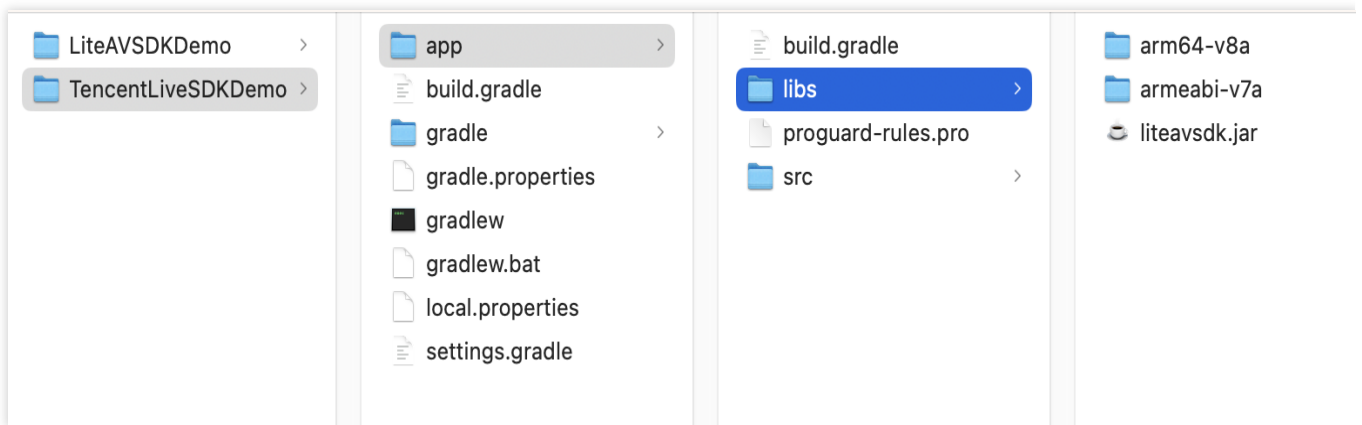 LiteAVSDKDemo
TencentLiveSDKDemo
app
build.gradle
gradle
gradle.properties
gradlew
gradlew.bat
local.properties
settings.gradle
build.gradle
libs
proguard-rules.pro
src
arm64-v8a
armeabi-v7a
liteavsdk.jar